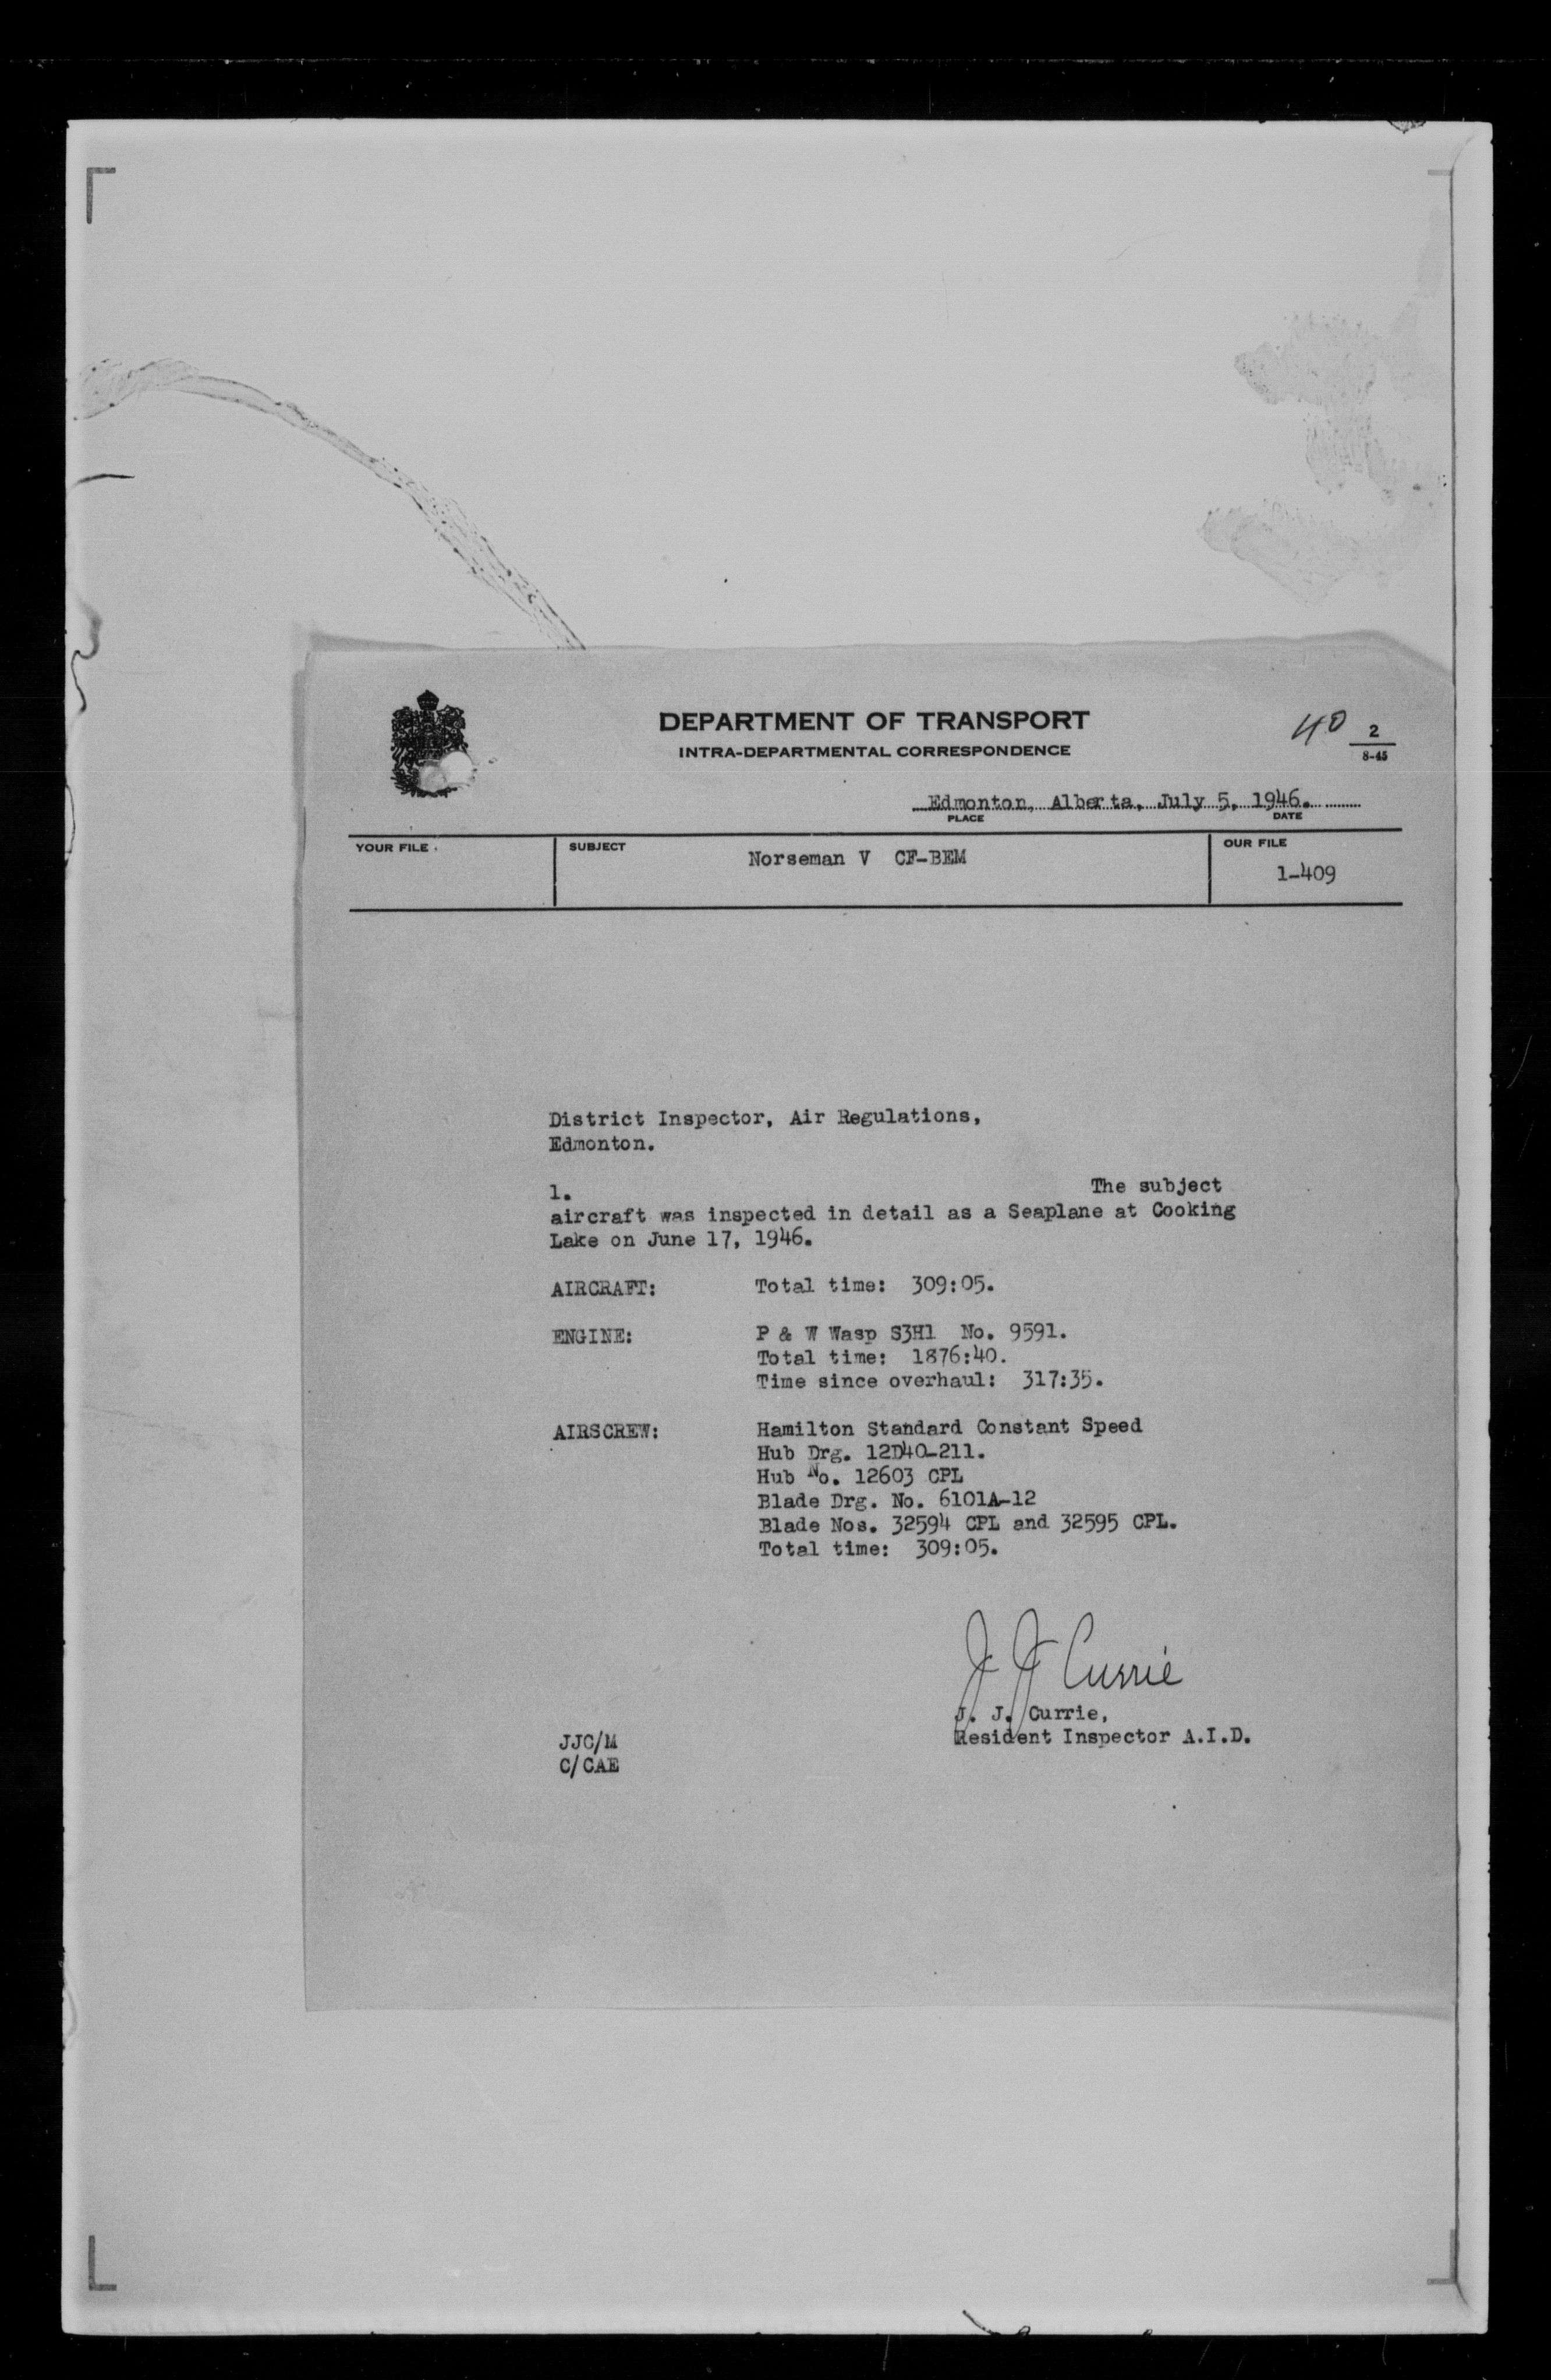 DEPARTMENT OF TRANSPORT
INTRA-DEPARTMENTAL CORRESPONDENCE
40
2
8-45
Edmonton, Alberta, July 5, 1946.
PLACE DATE
YOUR FILE SUBJECT Norseman V CF-BEM OUR FILE
1-409
District Inspector, Air Regulations,
Edmonton.
1. The subject
aircraft was inspected in detail as a Seaplane at Cooking
Lake on June 17, 1946.
AIRCRAFT: Total time: 309:05.
ENGINE: P & W Wasp S3H1 No. 9591.
Total time: 1876:40.
Time since overhaul: 317:35.
AIRSCREW: Hamilton Standard Constant Speed
Hub Drg. 12D40-211.
Hub No. 12603 CPL
Blade Drg. No. 6101A-12
Blade Nos. 32594 CPL and 32595 CPL.
Total time: 309:05.
J J Currie
J. J. Currie,
Resident Inspector A.I.D.
JJC/M
C/CAE